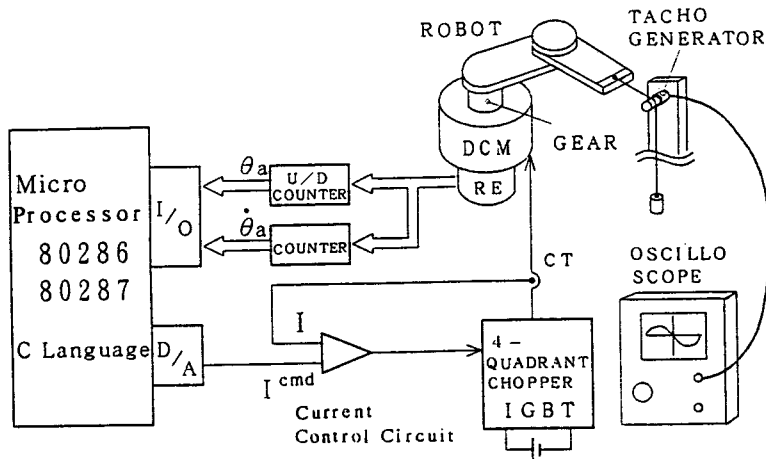 ROBOT
TACHO
GENERATOR
GEAR
DCM
RE
Micro
Processor
80286
80287
C Language
I/O
D/A
θa
U/D
COUNTER
θ̇a
COUNTER
CT
I
I cmd
Current
Control Circuit
4-
QUADRANT
CHOPPER
IGBT
OSCILLO
SCOPE